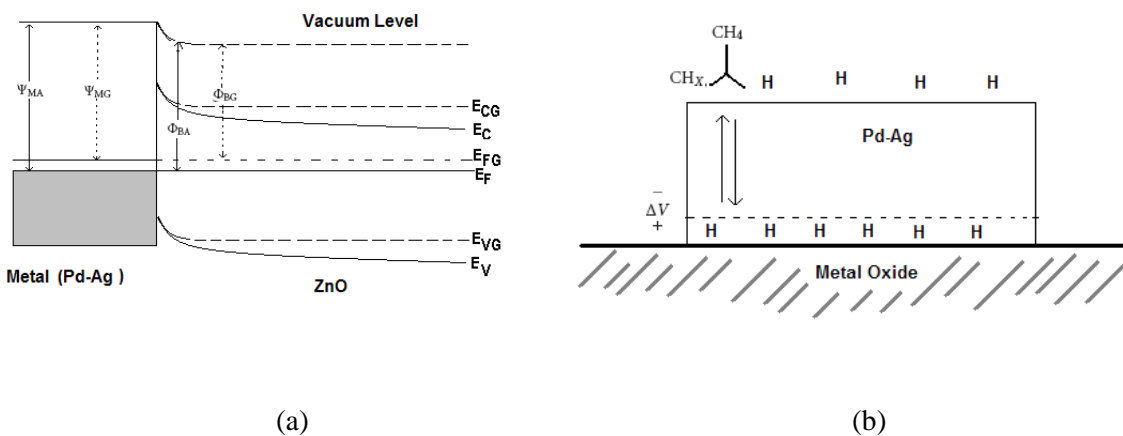 Vacuum Level
Ψ_MA
Ψ_MG
Φ_BG
Φ_BA
E_CG
E_C
E_FG
E_F
E_VG
E_V
Metal (Pd-Ag )
ZnO
(a)
CH₄
CH_X,
H H H H
Pd-Ag
−
ΔV
+
H H H H H H
Metal Oxide
(b)